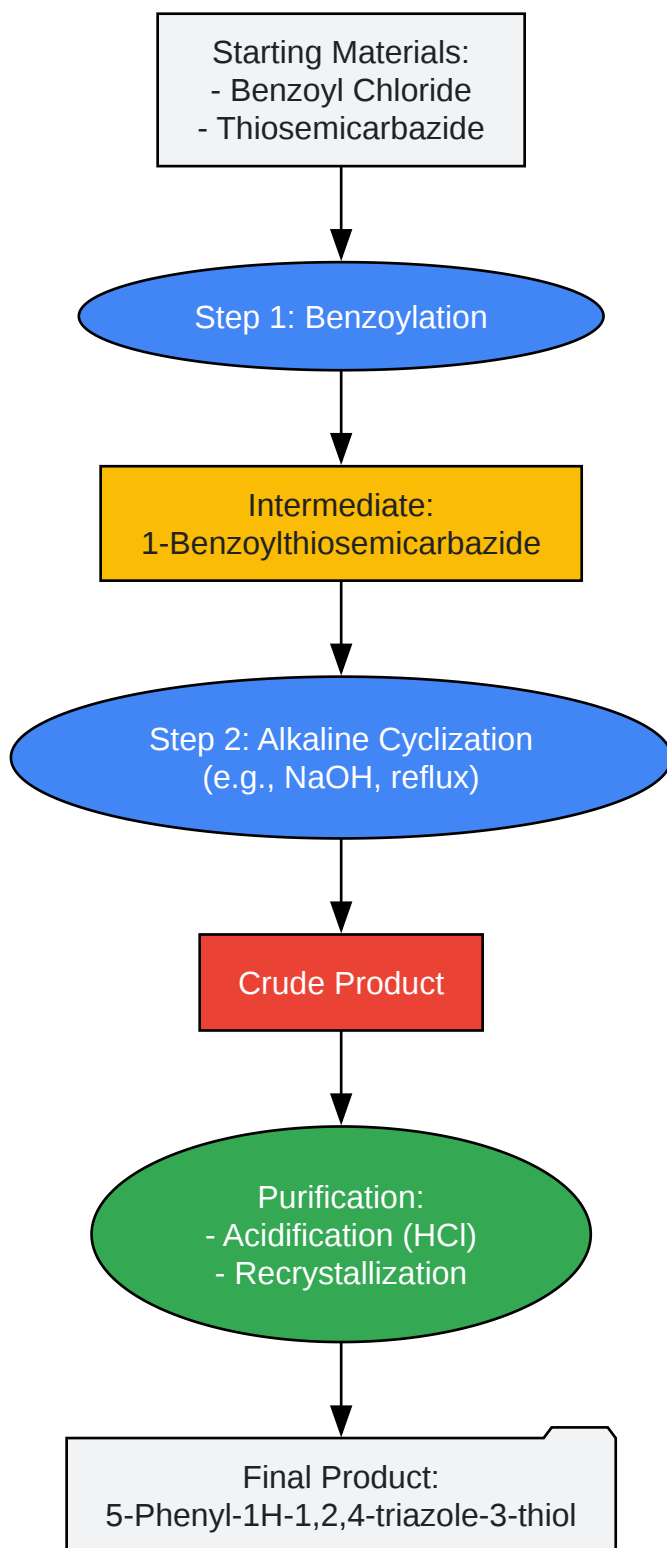 Starting Materials:
- Benzoyl Chloride
- Thiosemicarbazide
Step 1: Benzoylation
Intermediate:
1-Benzoylthiosemicarbazide
Step 2: Alkaline Cyclization
(e.g., NaOH, reflux)
Crude Product
Purification:
- Acidification (HCl)
- Recrystallization
Final Product:
5-Phenyl-1H-1,2,4-triazole-3-thiol